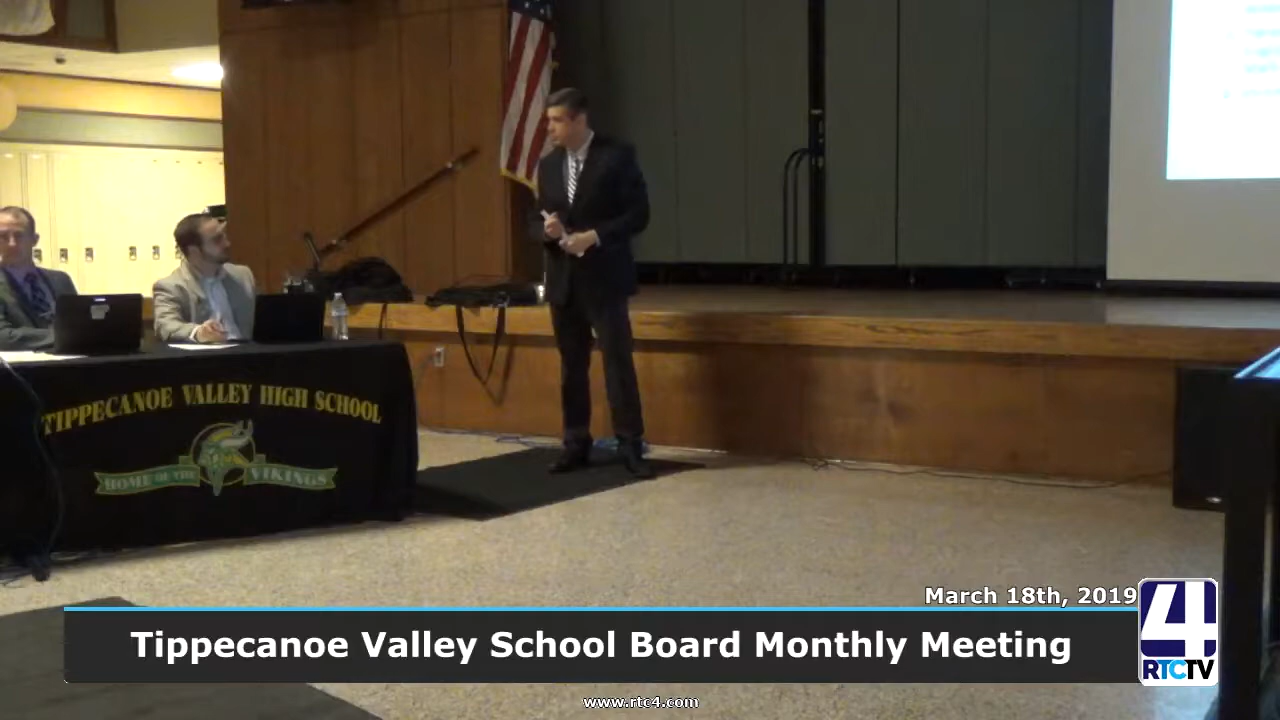 TIPPECANOE VALLEY HIGH SCHOOL
HOME OF THE VIKINGS
March 18th, 2019
Tippecanoe Valley School Board Monthly Meeting
4
RTCTV
www.rtc4.com